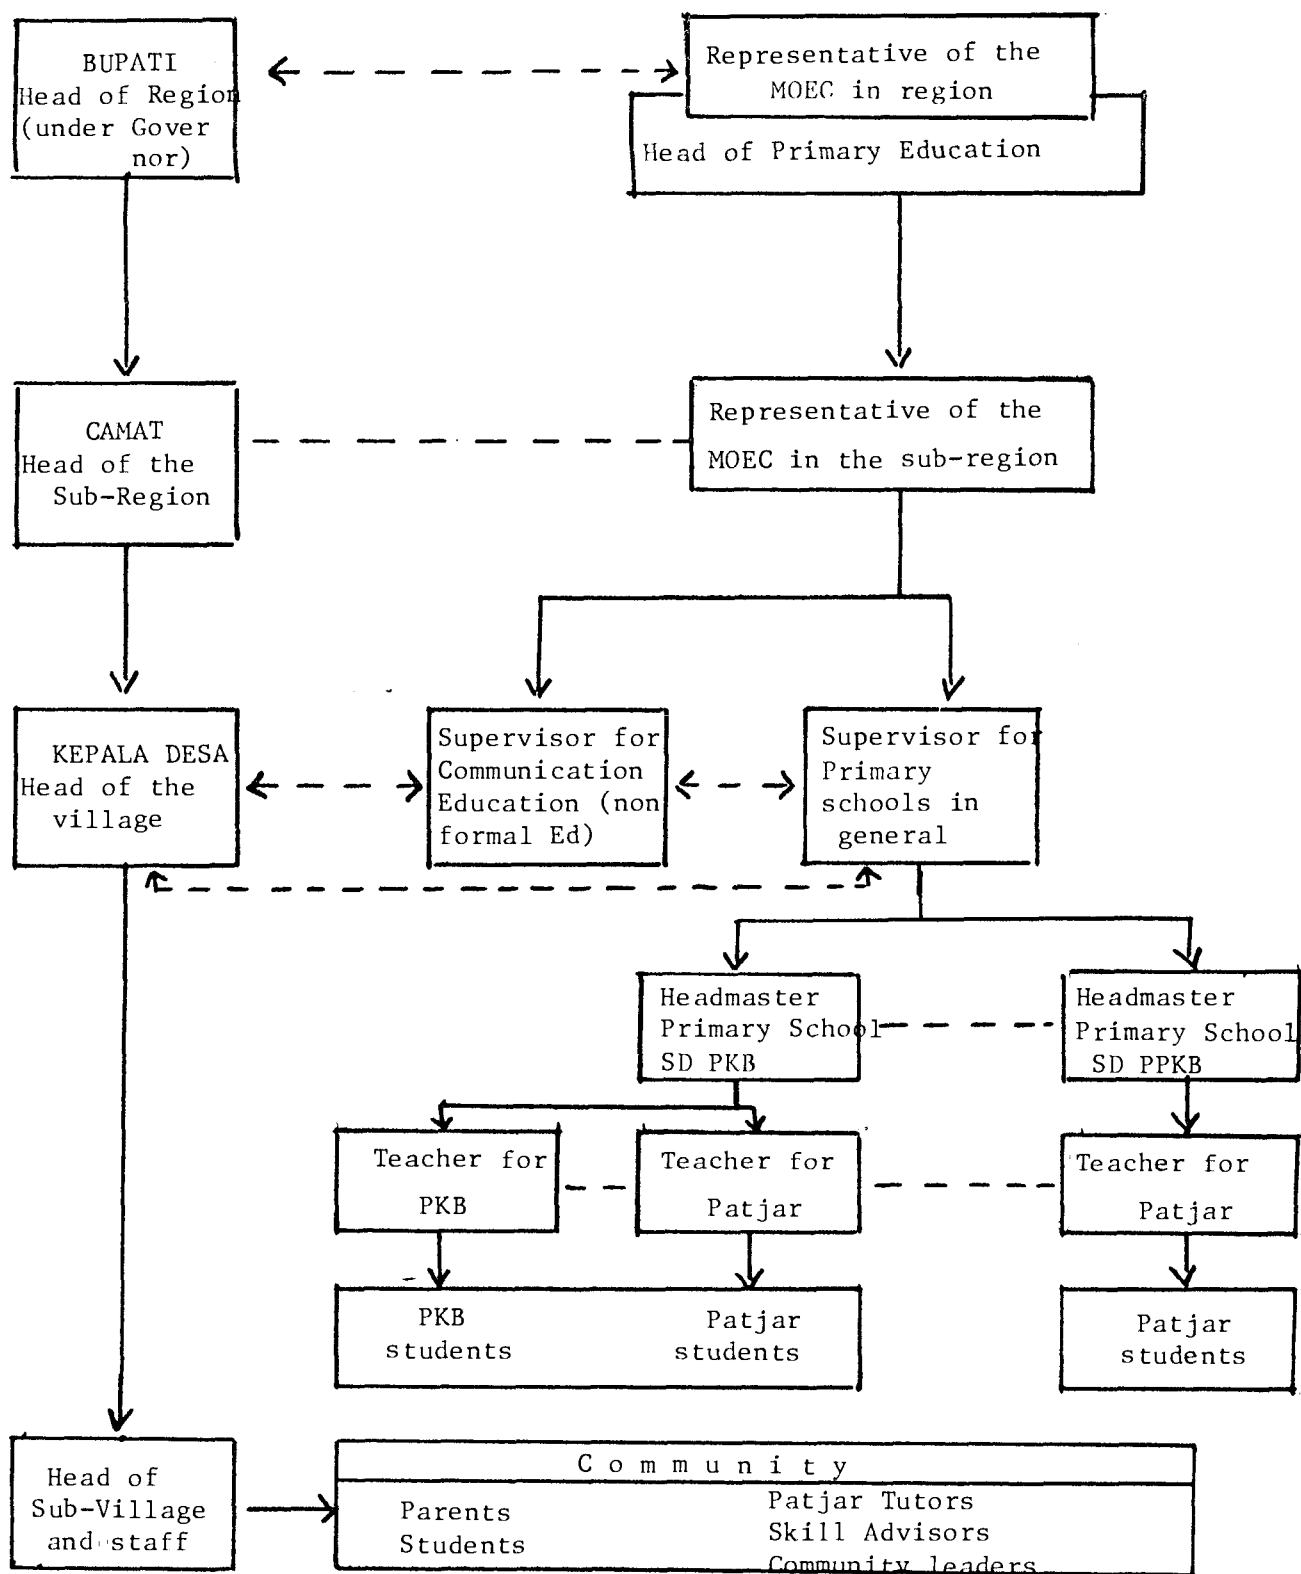 BUPATI
Head of Region
(under Gover
nor)
Representative of the
MOEC in region
Head of Primary Education
CAMAT
Head of the
Sub-Region
Representative of the
MOEC in the sub-region
KEPALA DESA
Head of the
village
Supervisor for
Communication
Education (non
formal Ed)
Supervisor for
Primary
schools in
general
Headmaster
Primary School
SD PKB
Headmaster
Primary School
SD PPKB
Teacher for
PKB
Teacher for
Patjar
Teacher for
Patjar
PKB
students
Patjar
students
Patjar
students
Head of
Sub-Village
and staff
Community
Parents
Students
Patjar Tutors
Skill Advisors
Community leaders